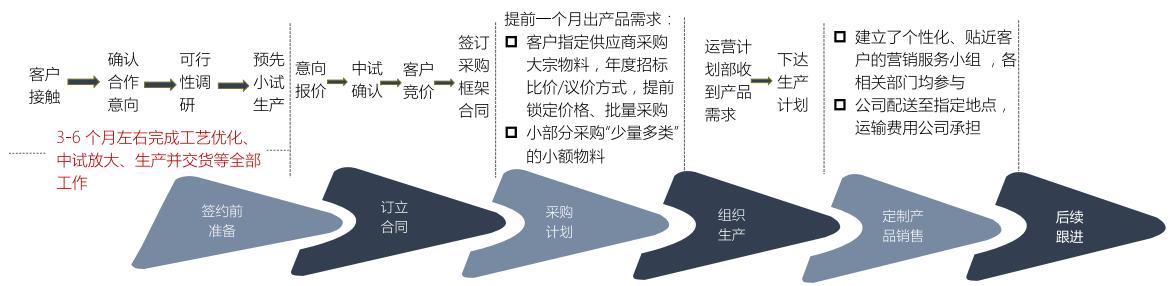 客户
接触
确认
合作
意向
可行
性调
研
预先
小试
生产
3-6 个月左右完成工艺优化、
中试放大、生产并交货等全部
工作
意向
报价
中试
确认
客户
竞价
签订
采购
框架
合同
提前一个月出产品需求：
客户指定供应商采购
大宗物料，年度招标
比价/议价方式，提前
锁定价格、批量采购
小部分采购“少量多类”
的小额物料
运营计
划部收
到产品
需求
下达
生产
计划
建立了个性化、贴近客
户的营销服务小组，各
相关部门均参与
公司配送至指定地点，
运输费用公司承担
签约前
准备
订立
合同
采购
计划
组织
生产
定制产
品销售
后续
跟进